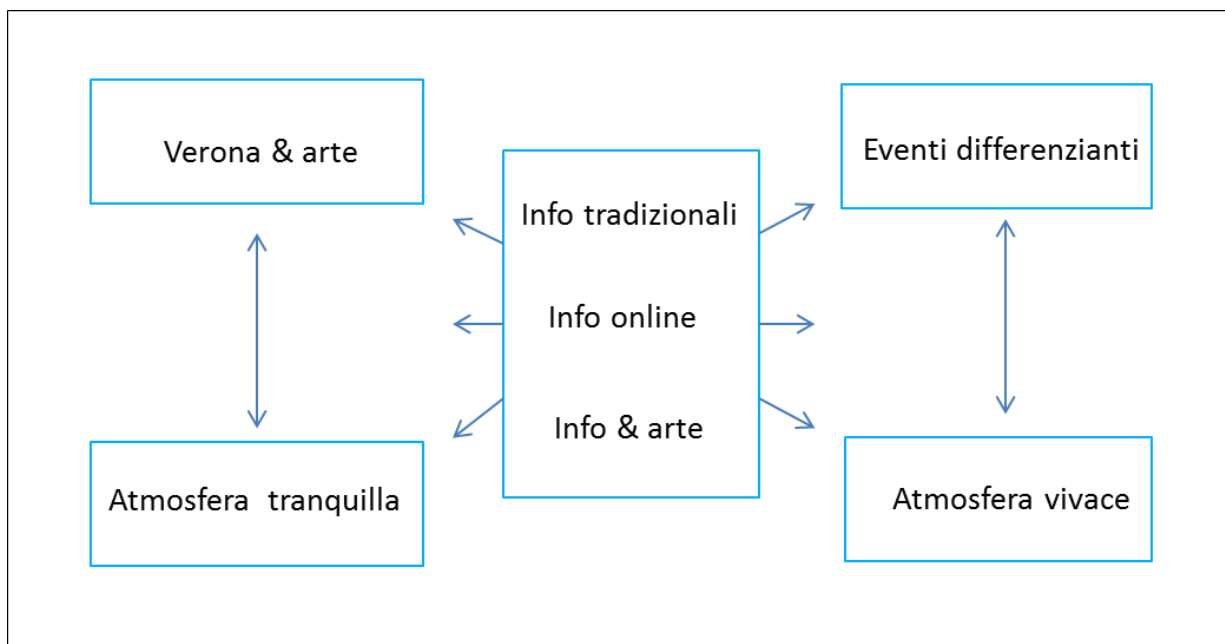 Verona & arte
Eventi differenzianti
Info tradizionali
Info online
Info & arte
Atmosfera tranquilla
Atmosfera vivace